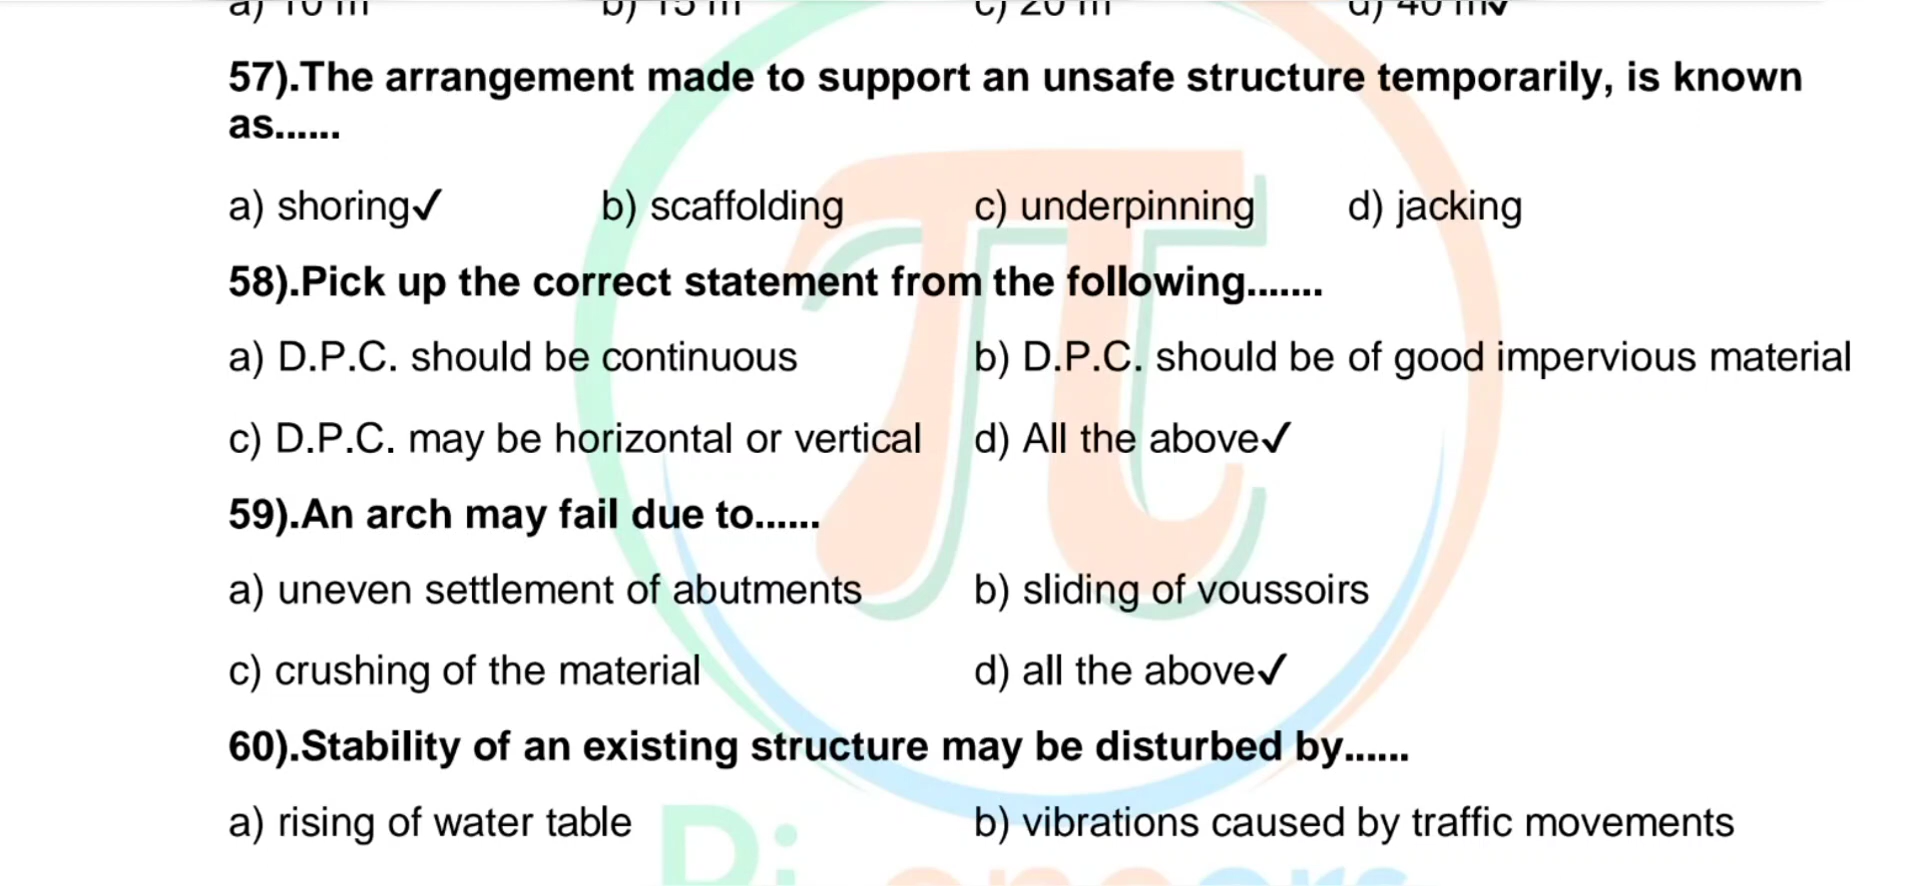 a) 10 m b) 15 m c) 20 m d) 40 m✓
57).The arrangement made to support an unsafe structure temporarily, is known
as......
a) shoring✓ b) scaffolding c) underpinning d) jacking
58).Pick up the correct statement from the following.......
a) D.P.C. should be continuous b) D.P.C. should be of good impervious material
c) D.P.C. may be horizontal or vertical d) All the above✓
59).An arch may fail due to......
a) uneven settlement of abutments b) sliding of voussoirs
c) crushing of the material d) all the above✓
60).Stability of an existing structure may be disturbed by......
a) rising of water table b) vibrations caused by traffic movements